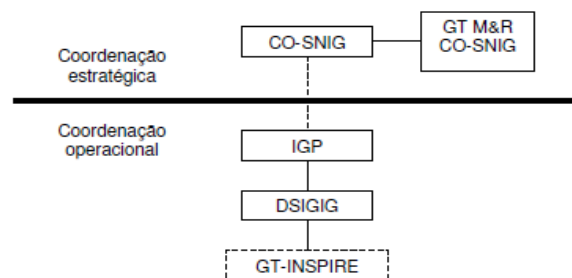 GT M&R
CO-SNIG
CO-SNIG
Coordenação
estratégica
Coordenação
operacional
IGP
DSIGIG
GT-INSPIRE